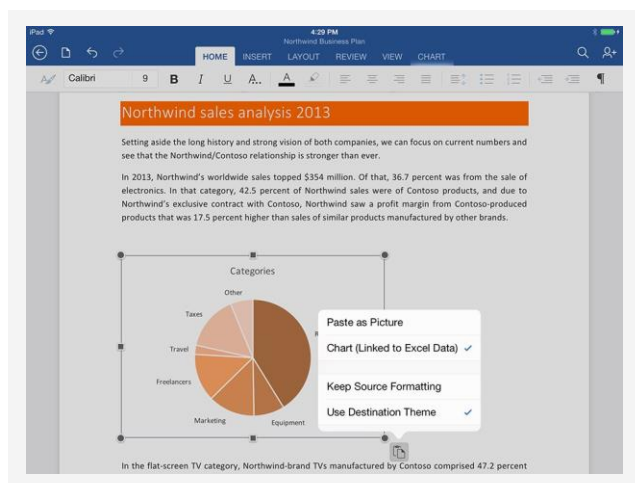 iPad 4:29 PM
Northwind Business Plan
HOME INSERT LAYOUT REVIEW VIEW CHART
Calibri 9 B I U A.. A ¶
Northwind sales analysis 2013
Setting aside the long history and strong vision of both companies, we can focus on current numbers and
see that the Northwind/Contoso relationship is stronger than ever.
In 2013, Northwind's worldwide sales topped $354 million. Of that, 36.7 percent was from the sale of
electronics. In that category, 42.5 percent of Northwind sales were of Contoso products, and due to
Northwind's exclusive contract with Contoso, Northwind saw a profit margin from Contoso-produced
products that was 17.5 percent higher than sales of similar products manufactured by other brands.
Categories
Other
Taxes
Travel
Freelancers
Marketing
Equipment
Paste as Picture
Chart (Linked to Excel Data)
Keep Source Formatting
Use Destination Theme
In the flat-screen TV category, Northwind-brand TVs manufactured by Contoso comprised 47.2 percent